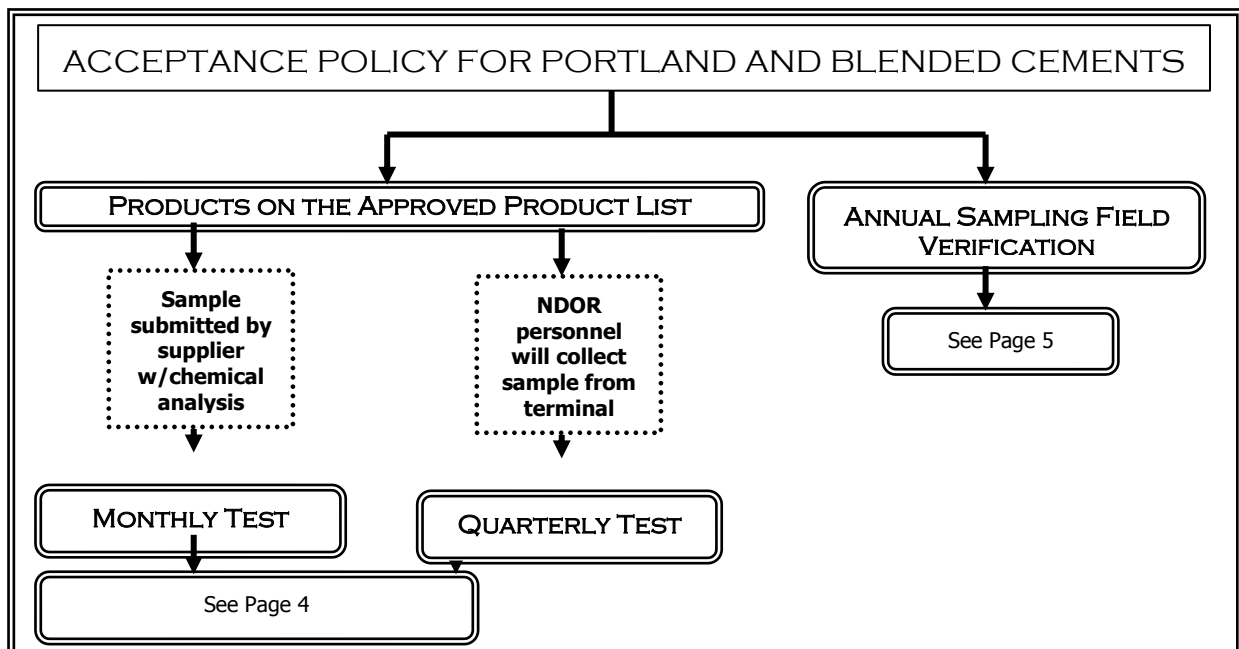 ACCEPTANCE POLICY FOR PORTLAND AND BLENDED CEMENTS
PRODUCTS ON THE APPROVED PRODUCT LIST
ANNUAL SAMPLING FIELD
VERIFICATION
Sample
submitted by
supplier
w/chemical
analysis
NDOR
personnel
will collect
sample from
terminal
See Page 5
MONTHLY TEST
QUARTERLY TEST
See Page 4